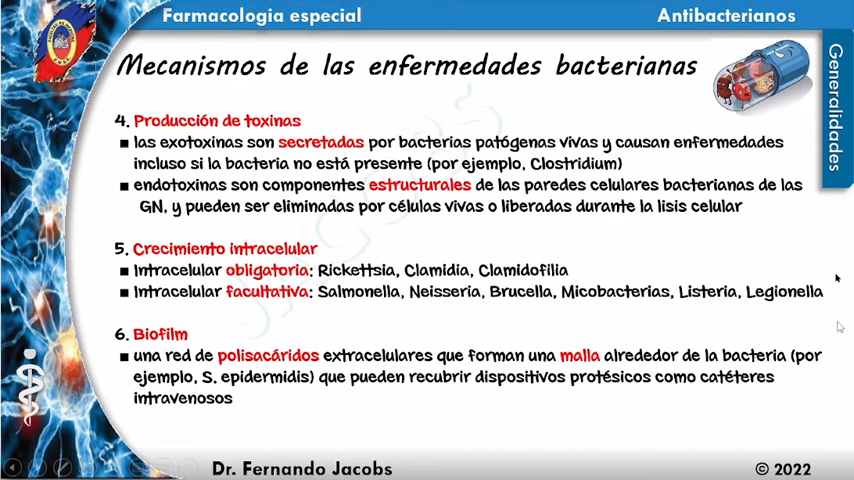 Farmacologia especial
Antibacterianos
Mecanismos de las enfermedades bacterianas
Generalidades
4. Producción de toxinas
■ las exotoxinas son secretadas por bacterias patógenas vivas y causan enfermedades
incluso si la bacteria no está presente (por ejemplo, Clostridium)
■ endotoxinas son componentes estructurales de las paredes celulares bacterianas de las
GN, y pueden ser eliminadas por células vivas o liberadas durante la lisis celular
5. Crecimiento intracelular
■ Intracelular obligatoria: Rickettsia, Clamidia, Clamidofilia
■ Intracelular facultativa: Salmonella, Neisseria, Brucella, Micobacterias, Listeria, Legionella
6. Biofilm
■ una red de polisacáridos extracelulares que forman una malla alrededor de la bacteria (por
ejemplo, S. epidermidis) que pueden recubrir dispositivos protésicos como catéteres
intravenosos
JACOBS
Dr. Fernando Jacobs
© 2022